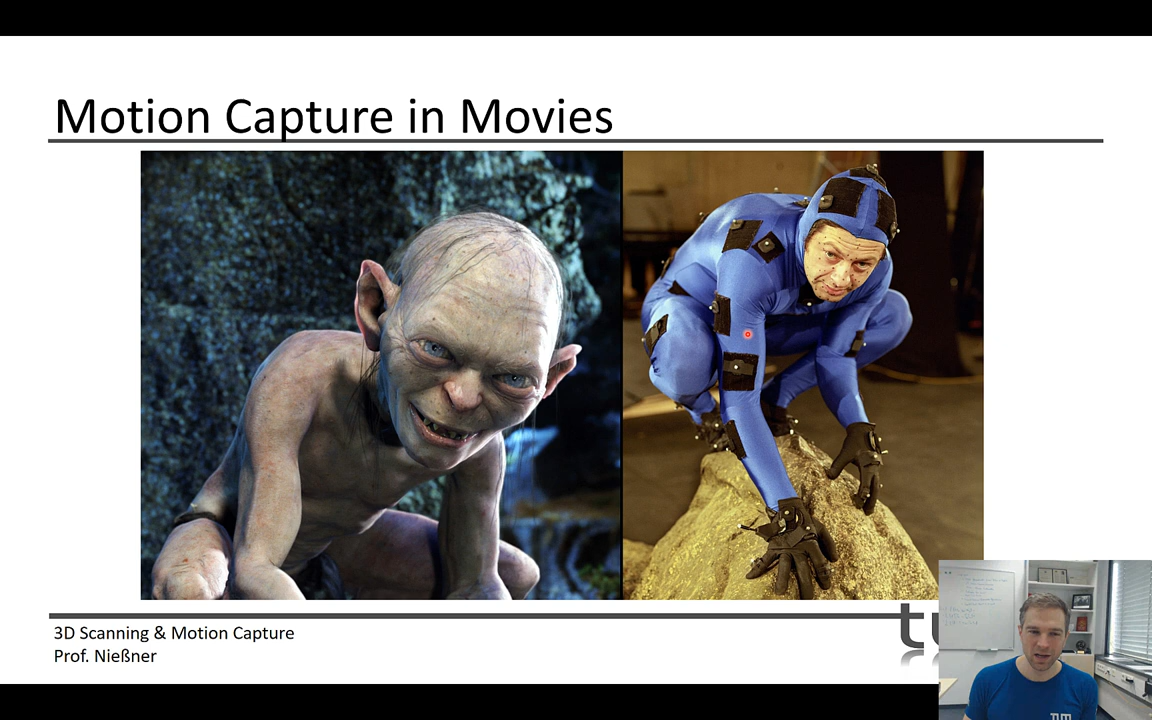 Motion Capture in Movies
3D Scanning & Motion Capture
Prof. Nießner